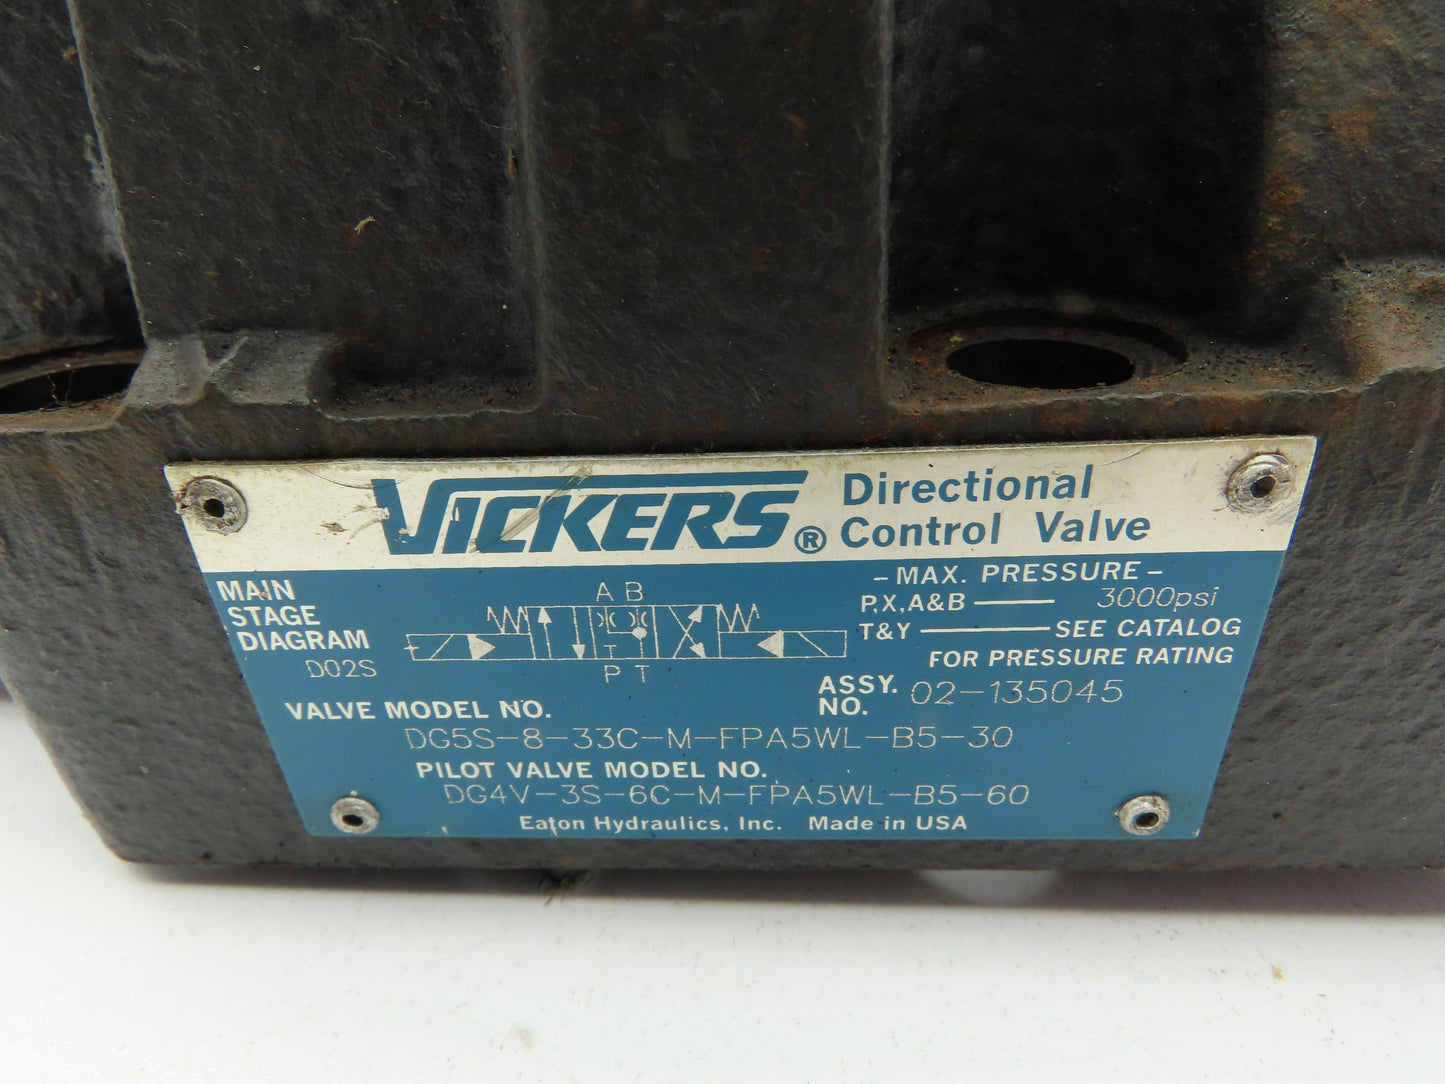 VICKERS® Directional
Control Valve
MAIN
STAGE
DIAGRAM
D02S
A B
T
P T
- MAX. PRESSURE -
P,X,A&B 3000psi
T&Y SEE CATALOG
FOR PRESSURE RATING
ASSY.
NO. 02-135045
VALVE MODEL NO.
DG5S-8-33C-M-FPA5WL-B5-30
PILOT VALVE MODEL NO.
DG4V-3S-6C-M-FPA5WL-B5-60
Eaton Hydraulics, Inc. Made in USA